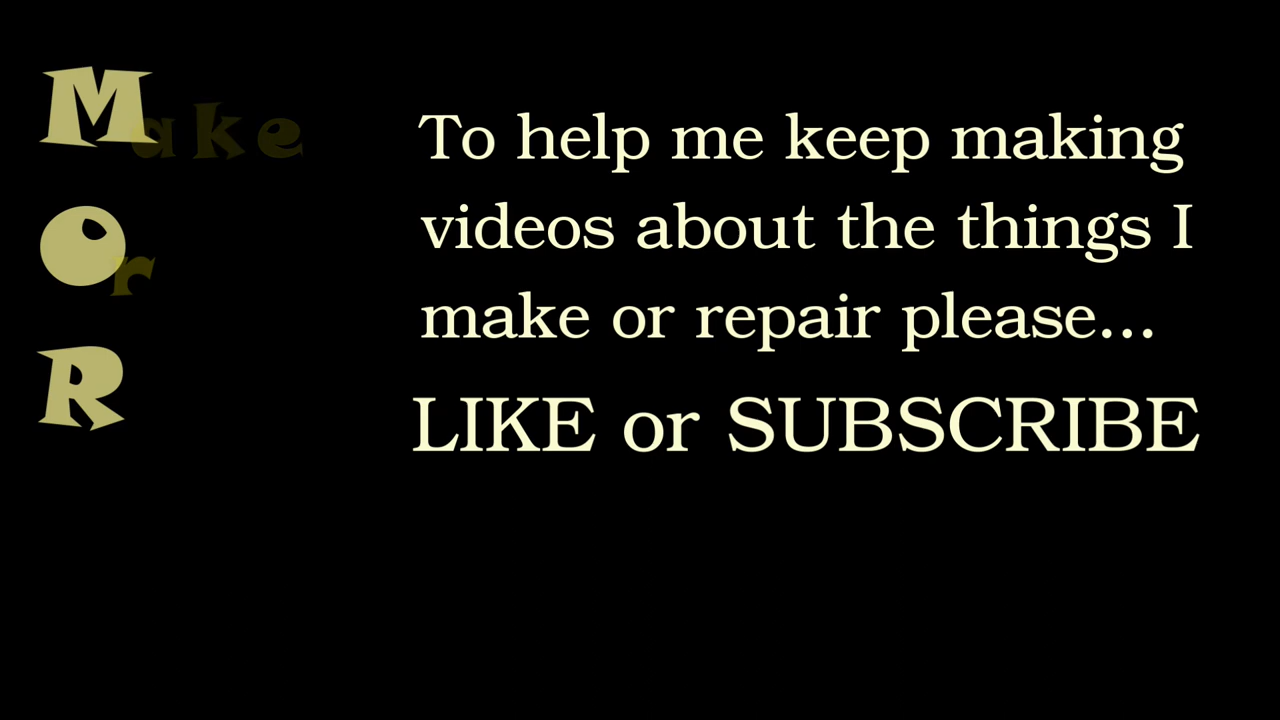 Make
Or
R
To help me keep making
videos about the things I
make or repair please...
LIKE or SUBSCRIBE